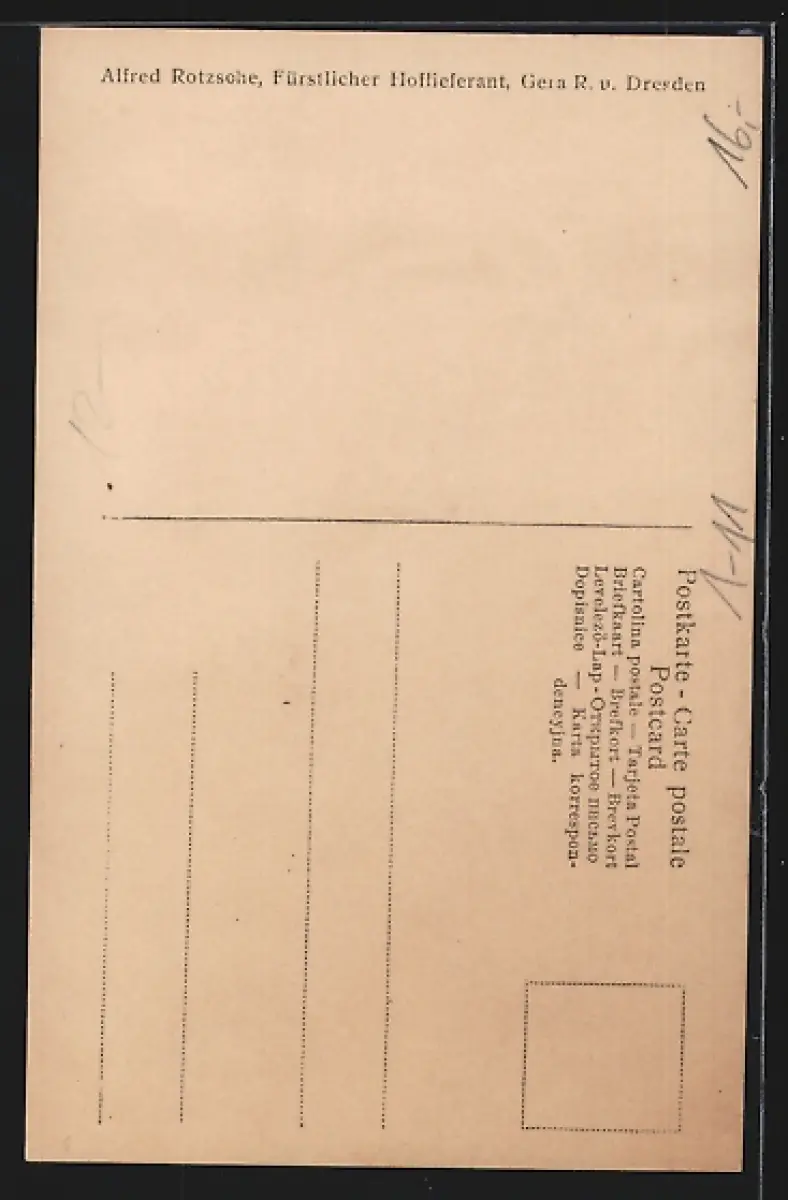 Alfred Rotzsche, Fürstlicher Hoflieferant, Gera R. u. Dresden
16,-
Postkarte - Carte postale
Postcard
Cartolina postale — Tarjeta Postal
Briefkaart — Brefkort — Brevkort
Levelező-Lap - Открытое письмо
Dopisnice — Karta korrespon-
dencyjna.